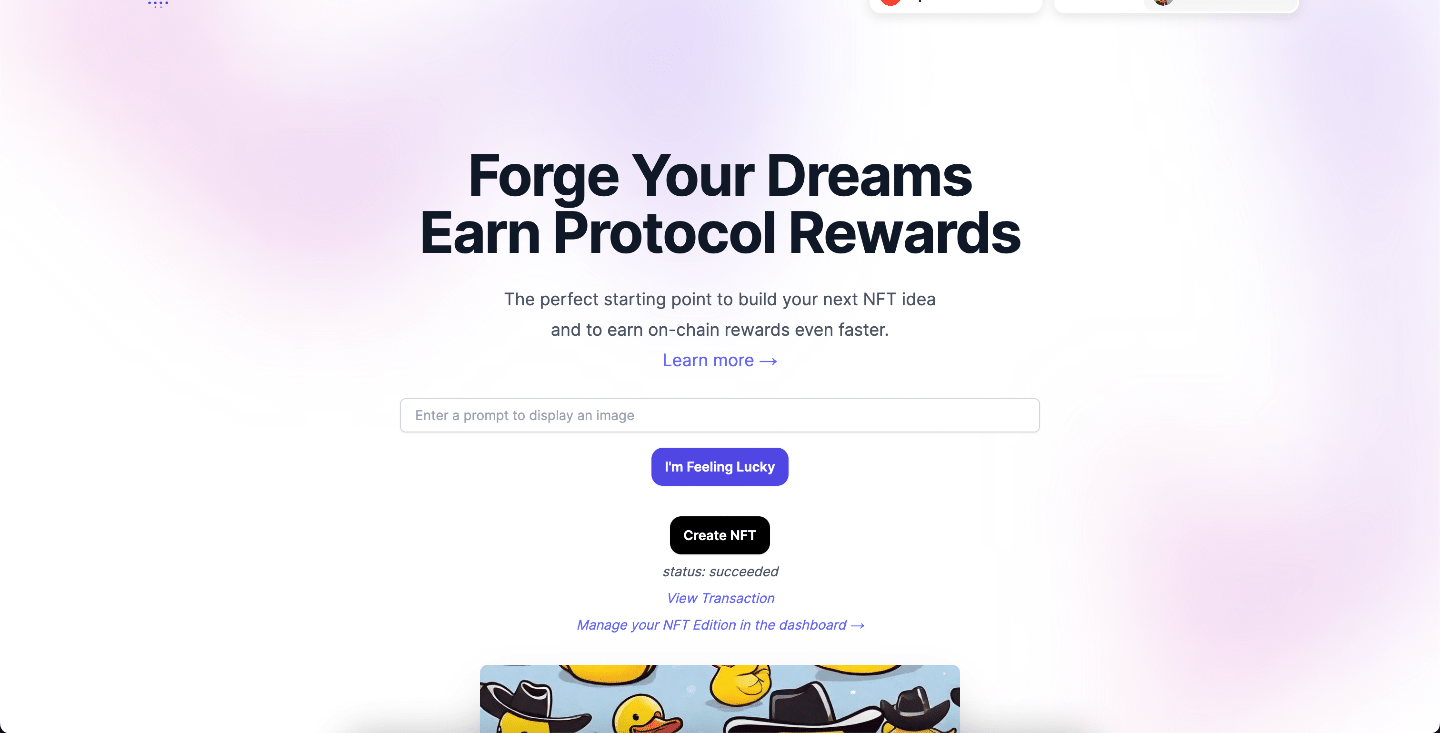 Forge Your Dreams
Earn Protocol Rewards
The perfect starting point to build your next NFT idea
and to earn on-chain rewards even faster.
Learn more →
Enter a prompt to display an image
I'm Feeling Lucky
Create NFT
status: succeeded
View Transaction
Manage your NFT Edition in the dashboard →